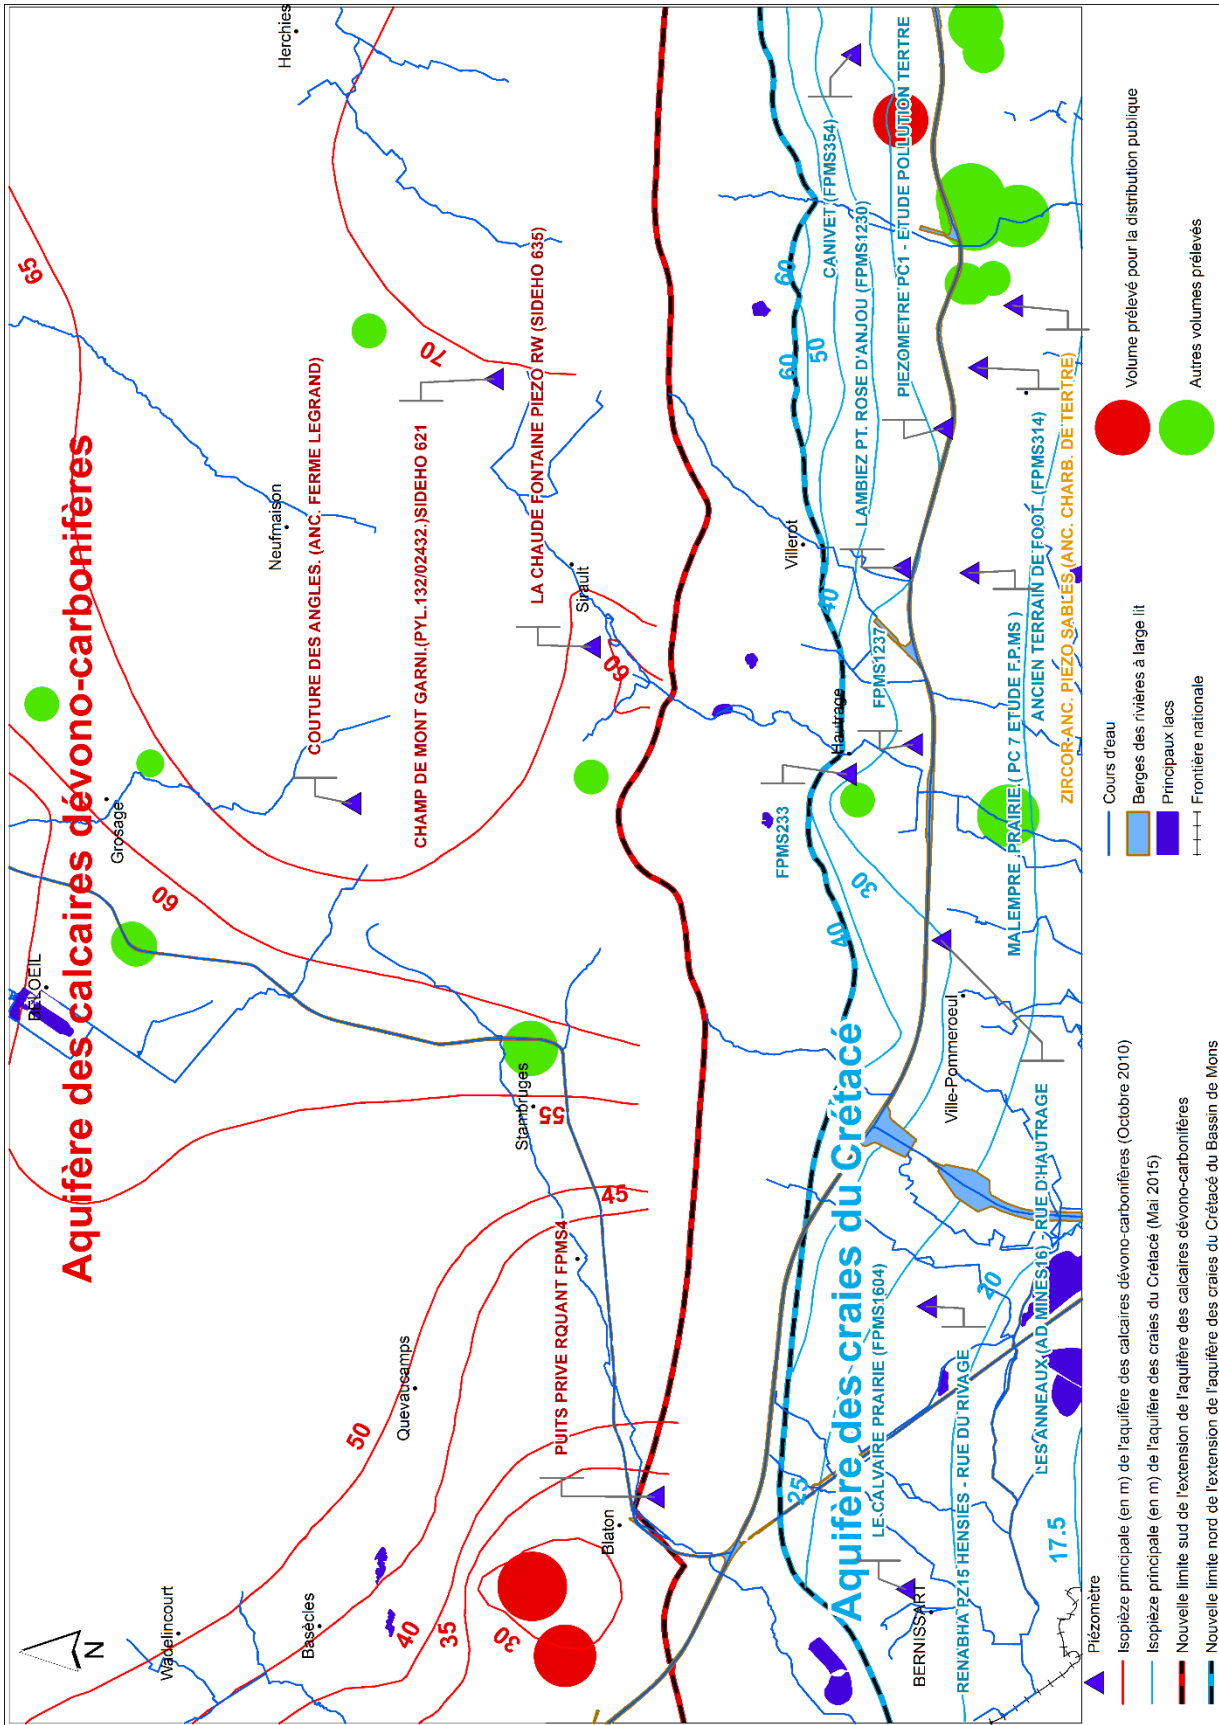 Aquifère des calcaires dévono-carbonifères
N
Wadelincourt
Basècles
Quevaucamps
BELOEIL
Grosage
Neufmaison
Herchies
Stambruges
Blaton
Sirault
65
60
50
40
35
30
45
55
60
70
COUTURE DES ANGLES. (ANC. FERME LEGRAND)
CHAMP DE MONT GARNI.(PYL.132/02432.)SIDEHO 621
LA CHAUDE FONTAINE PIEZO RW (SIDEHO 635)
PUITS PRIVE RQUANT FPMS4
Aquifère des craies du Crétacé
BERNISSART
Ville-Pommeroeul
Hautrage
Villerot
25
20
17.5
40
30
40
60
50
60
FPMS233
FPMS1237
CANIVET (FPMS354)
LAMBIEZ PT. ROSE D'ANJOU (FPMS1230)
PIEZOMETRE PC1 - ETUDE POLLUTION TERTRE
LE CALVAIRE PRAIRIE (FPMS1604)
RENABHA PZ15 HENSIES - RUE DU RIVAGE
LES ANNEAUX (AD MINES16) - RUE D'HAUTRAGE
MALEMPRE PRAIRIE ( PC 7 ETUDE F.P.MS )
ANCIEN TERRAIN DE FOOT (FPMS314)
ZIRCOR-ANC. PIEZO SABLES (ANC. CHARB. DE TERTRE)
Piézomètre
Isopièze principale (en m) de l'aquifère des calcaires dévono-carbonifères (Octobre 2010)
Isopièze principale (en m) de l'aquifère des craies du Crétacé (Mai 2015)
Nouvelle limite sud de l'extension de l'aquifère des calcaires dévono-carbonifères
Nouvelle limite nord de l'extension de l'aquifère des craies du Crétacé du Bassin de Mons
Cours d'eau
Berges des rivières à large lit
Principaux lacs
Frontière nationale
Volume prélevé pour la distribution publique
Autres volumes prélevés